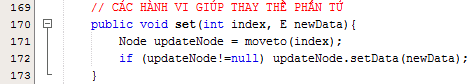 169 // CÁC HÀNH VI GIÚP THAY THẾ PHẦN TỬ
170 public void set(int index, E newData){
171 Node updateNode = moveto(index);
172 if (updateNode!=null) updateNode.setData(newData);
173 }